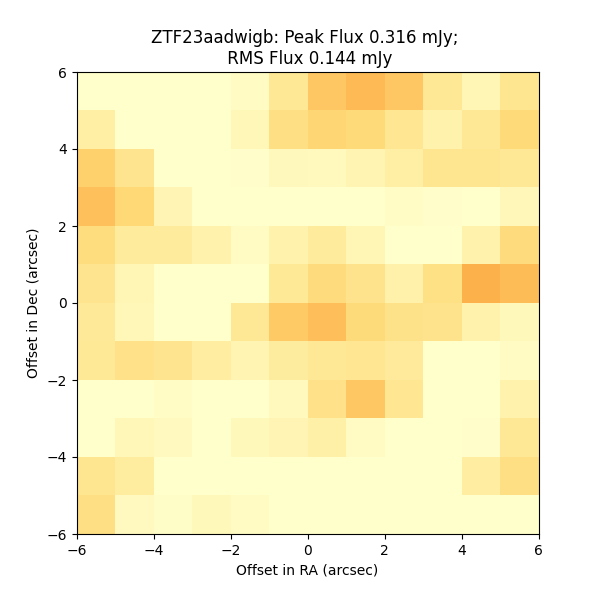 ZTF23aadwigb: Peak Flux 0.316 mJy;
RMS Flux 0.144 mJy
6
4
2
0
−2
−4
−6
Offset in Dec (arcsec)
−6 −4 −2 0 2 4 6
Offset in RA (arcsec)